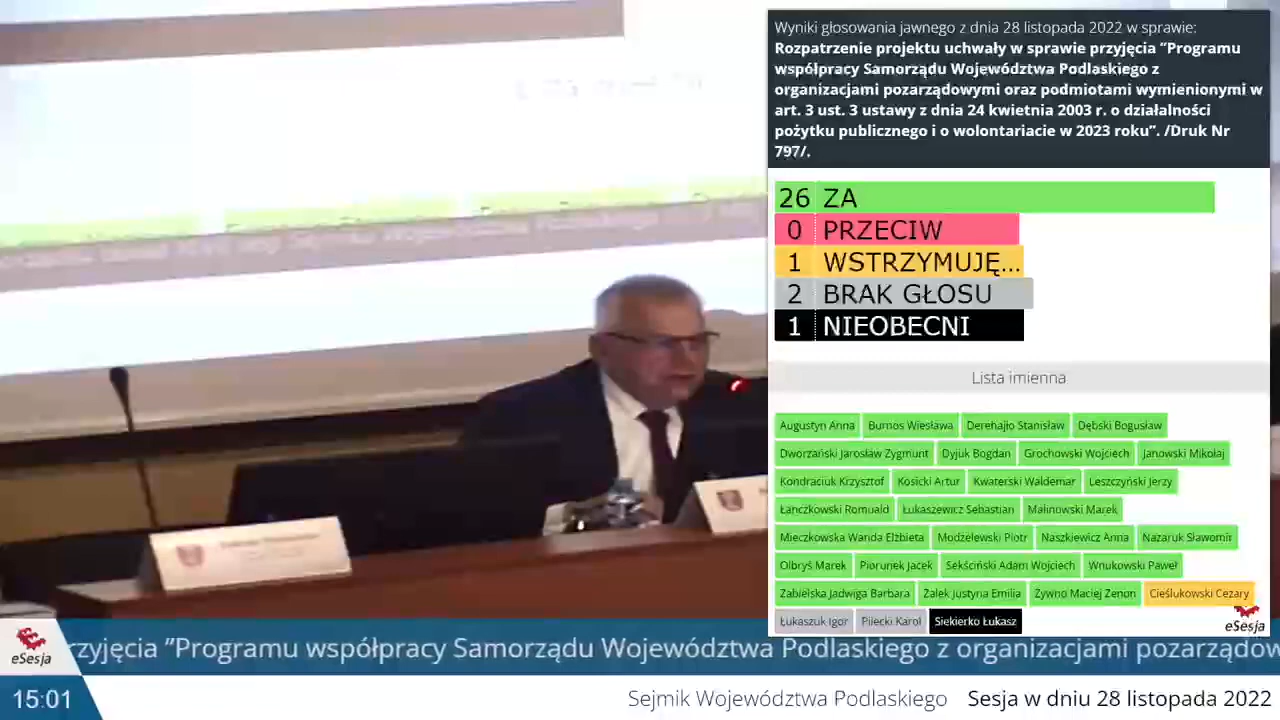 Wyniki głosowania jawnego z dnia 28 listopada 2022 w sprawie:
Rozpatrzenie projektu uchwały w sprawie przyjęcia "Programu
współpracy Samorządu Województwa Podlaskiego z
organizacjami pozarządowymi oraz podmiotami wymienionymi w
art. 3 ust. 3 ustawy z dnia 24 kwietnia 2003 r. o działalności
pożytku publicznego i o wolontariacie w 2023 roku". /Druk Nr
797/.
26 ZA
0 PRZECIW
1 WSTRZYMUJĘ...
2 BRAK GŁOSU
1 NIEOBECNI
Lista imienna
Augustyn Anna Burnos Wiesława Derehajło Stanisław Dębski Bogusław
Dworzański Jarosław Zygmunt Dyjuk Bogdan Grochowski Wojciech Janowski Mikołaj
Kondraciuk Krzysztof Kosicki Artur Kwaterski Waldemar Leszczyński Jerzy
Łanczkowski Romuald Łukaszewicz Sebastian Malinowski Marek
Mieczkowska Wanda Elżbieta Modzelewski Piotr Naszkiewicz Anna Nazaruk Sławomir
Olbryś Marek Piorunek Jacek Sekściński Adam Wojciech Wnukowski Paweł
Zabielska Jadwiga Barbara Zalek Justyna Emilia Żywno Maciej Zenon Cieślukowski Cezary
Łukaszuk Igor Pilecki Karol Siekierko Łukasz
eSesja
eSesja
rzyjęcia "Programu współpracy Samorządu Województwa Podlaskiego z organizacjami pozarządow
15:01
Sejmik Województwa Podlaskiego Sesja w dniu 28 listopada 2022